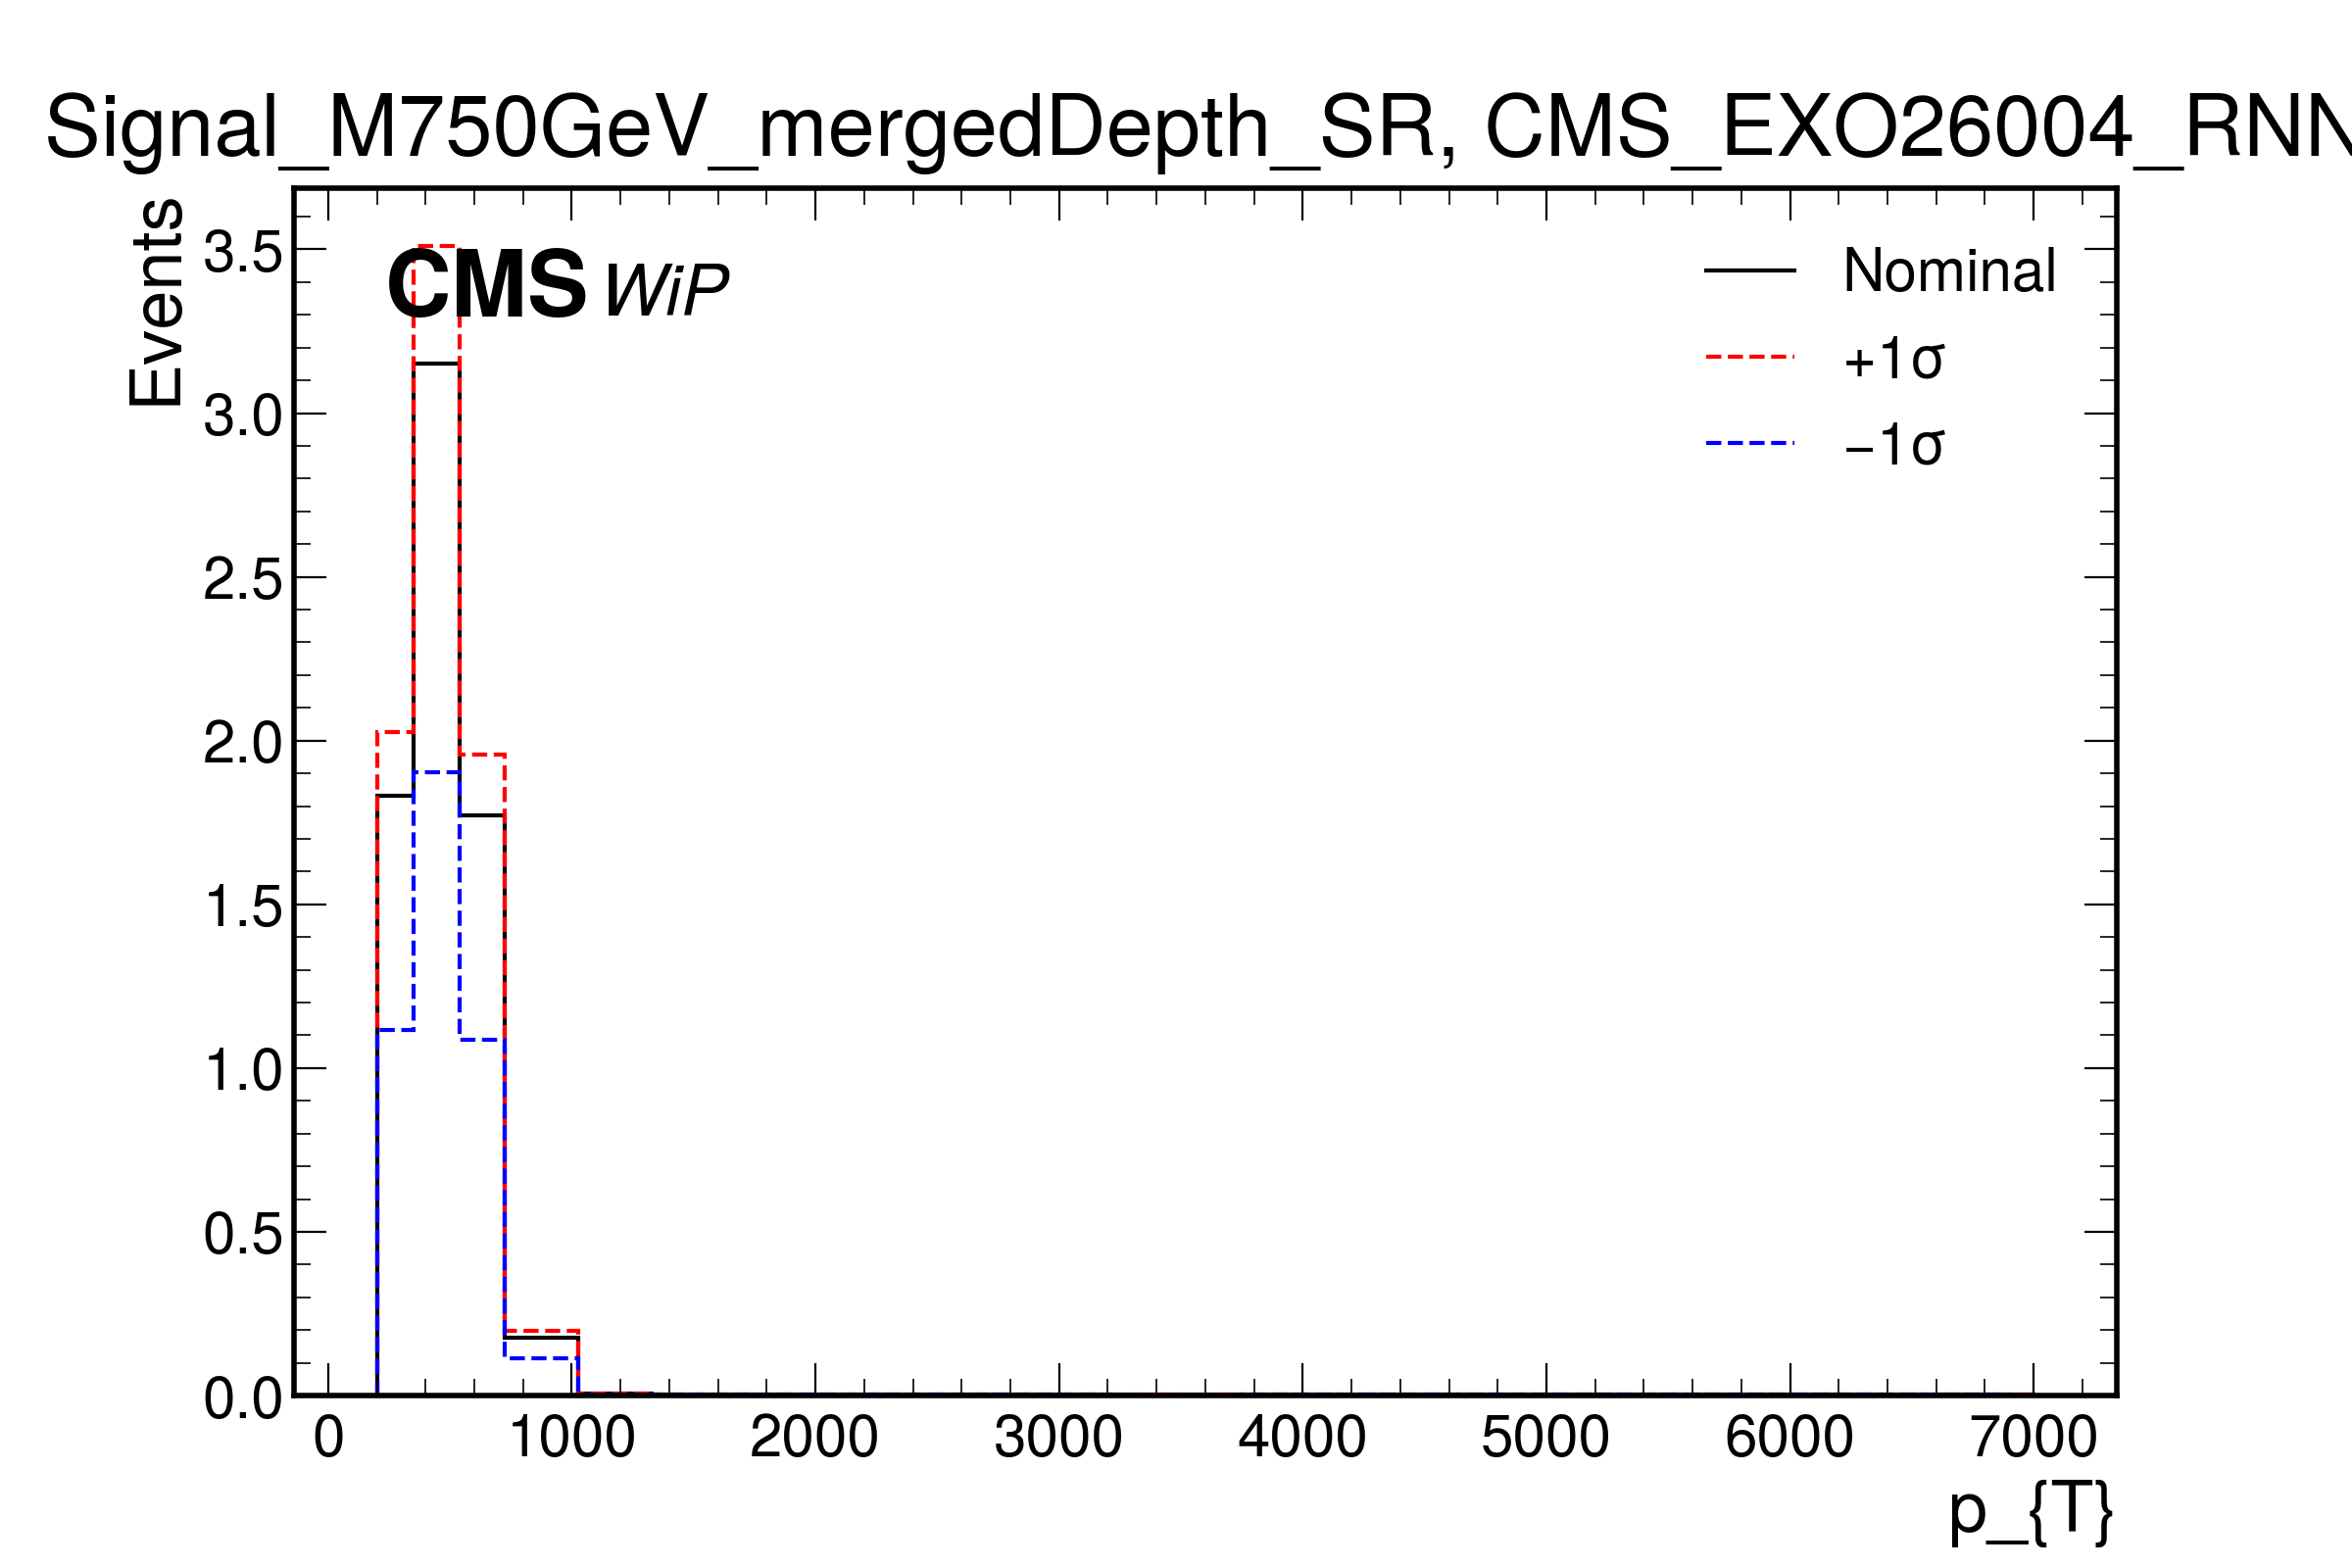 Signal_M750GeV_mergedDepth_SR, CMS_EXO26004_RNN
Events
CMS WiP
Nominal
+1σ
−1σ
3.5
3.0
2.5
2.0
1.5
1.0
0.5
0.0
0 1000 2000 3000 4000 5000 6000 7000
p_{T}